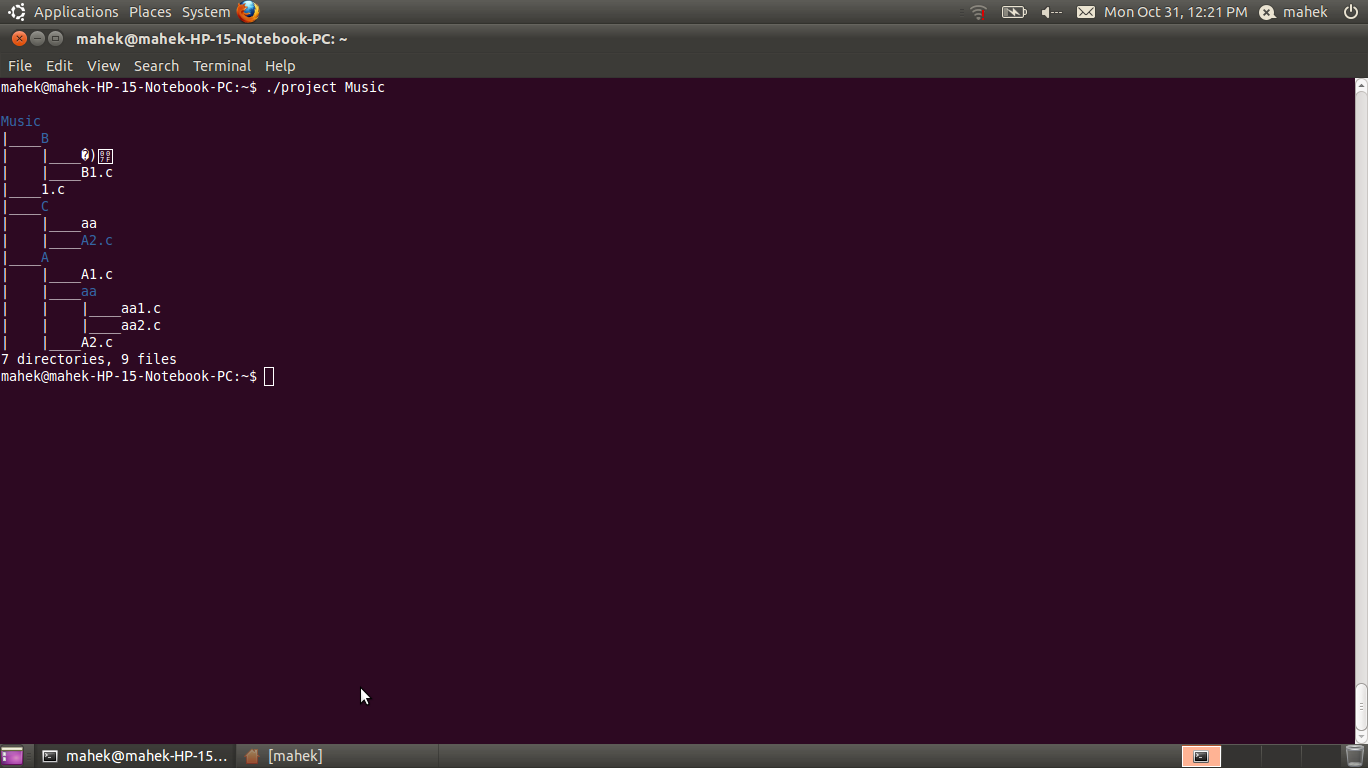 Applications Places System Mon Oct 31, 12:21 PM mahek
mahek@mahek-HP-15-Notebook-PC: ~
File Edit View Search Terminal Help
mahek@mahek-HP-15-Notebook-PC:~$ ./project Music
Music
|____B
|    |____�)
|    |____B1.c
|____1.c
|____C
|    |____aa
|    |____A2.c
|____A
|    |____A1.c
|    |____aa
|    |    |____aa1.c
|    |    |____aa2.c
|    |____A2.c
7 directories, 9 files
mahek@mahek-HP-15-Notebook-PC:~$
mahek@mahek-HP-15... [mahek]